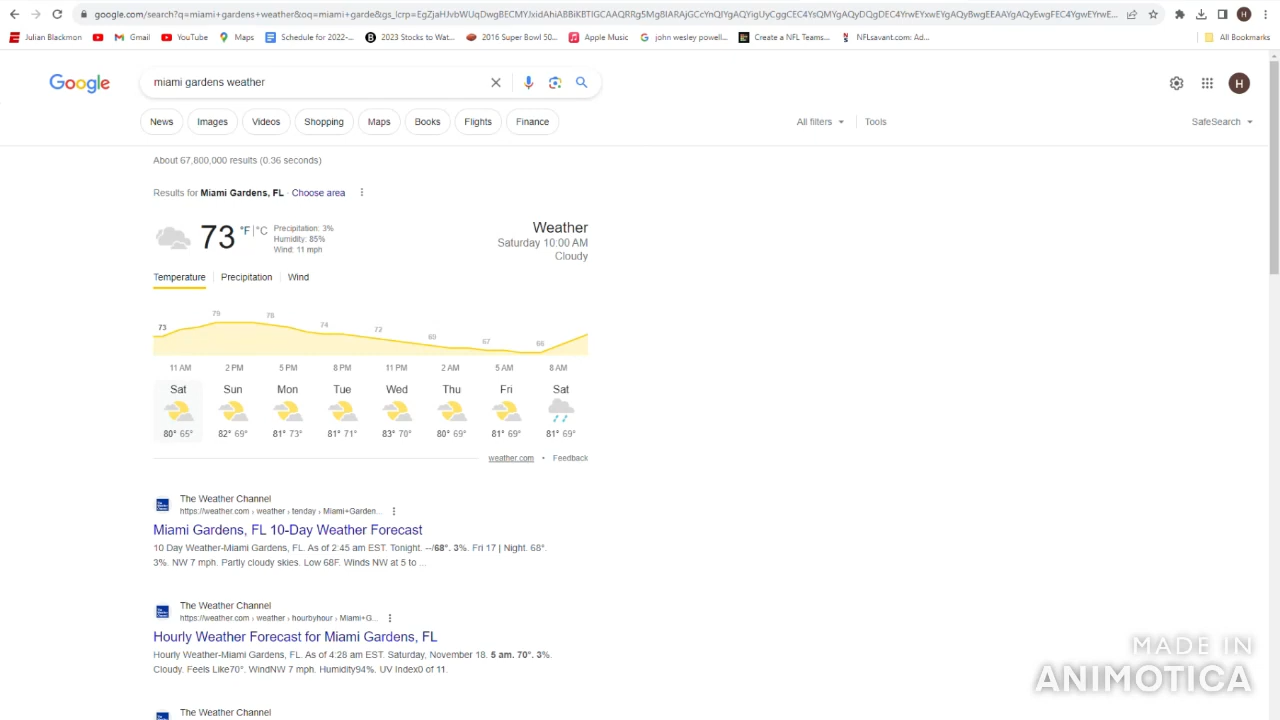 google.com/search?q=miami+gardens+weather&oq=miami+garde&gs_lcrp=
Julian Blackmon Gmail YouTube Maps Schedule for 2022-... 2023 Stocks to Wat... 2016 Super Bowl 50... Apple Music john wesley powell... Create a NFL Teams... NFLsavant.com: Ad... All Bookmarks
Google miami gardens weather H
News Images Videos Shopping Maps Books Flights Finance All filters Tools SafeSearch
About 67,800,000 results (0.36 seconds)
Results for Miami Gardens, FL · Choose area
73 °F | °C
Precipitation: 3%
Humidity: 85%
Wind: 11 mph
Weather
Saturday 10:00 AM
Cloudy
Temperature Precipitation Wind
73 79 78 74 72 69 67 66
11 AM 2 PM 5 PM 8 PM 11 PM 2 AM 5 AM 8 AM
Sat Sun Mon Tue Wed Thu Fri Sat
80° 65° 82° 69° 81° 73° 81° 71° 83° 70° 80° 69° 81° 69° 81° 69°
weather.com • Feedback
The Weather Channel
https://weather.com › weather › tenday › Miami+Garden...
Miami Gardens, FL 10-Day Weather Forecast
10 Day Weather-Miami Gardens, FL. As of 2:45 am EST. Tonight. --/68°. 3%. Fri 17 | Night. 68°.
3%. NW 7 mph. Partly cloudy skies. Low 68F. Winds NW at 5 to ...
The Weather Channel
https://weather.com › weather › hourbyhour › Miami+G...
Hourly Weather Forecast for Miami Gardens, FL
Hourly Weather-Miami Gardens, FL. As of 4:28 am EST. Saturday, November 18. 5 am. 70°. 3%.
Cloudy. Feels Like70°. WindNW 7 mph. Humidity94%. UV Index0 of 11.
The Weather Channel
MADE IN
ANIMOTICA